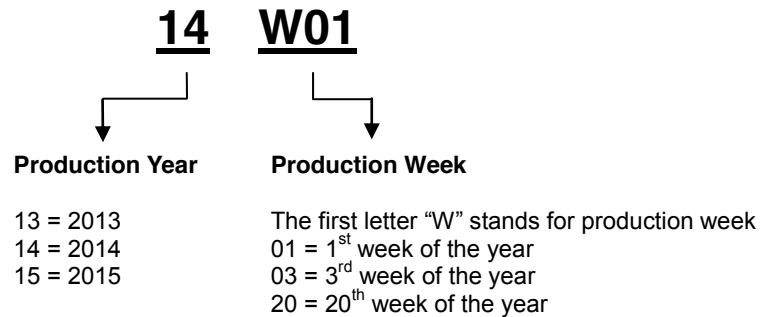 14 W01
Production Year Production Week
13 = 2013 The first letter “W” stands for production week
14 = 2014 01 = 1st week of the year
15 = 2015 03 = 3rd week of the year
20 = 20th week of the year